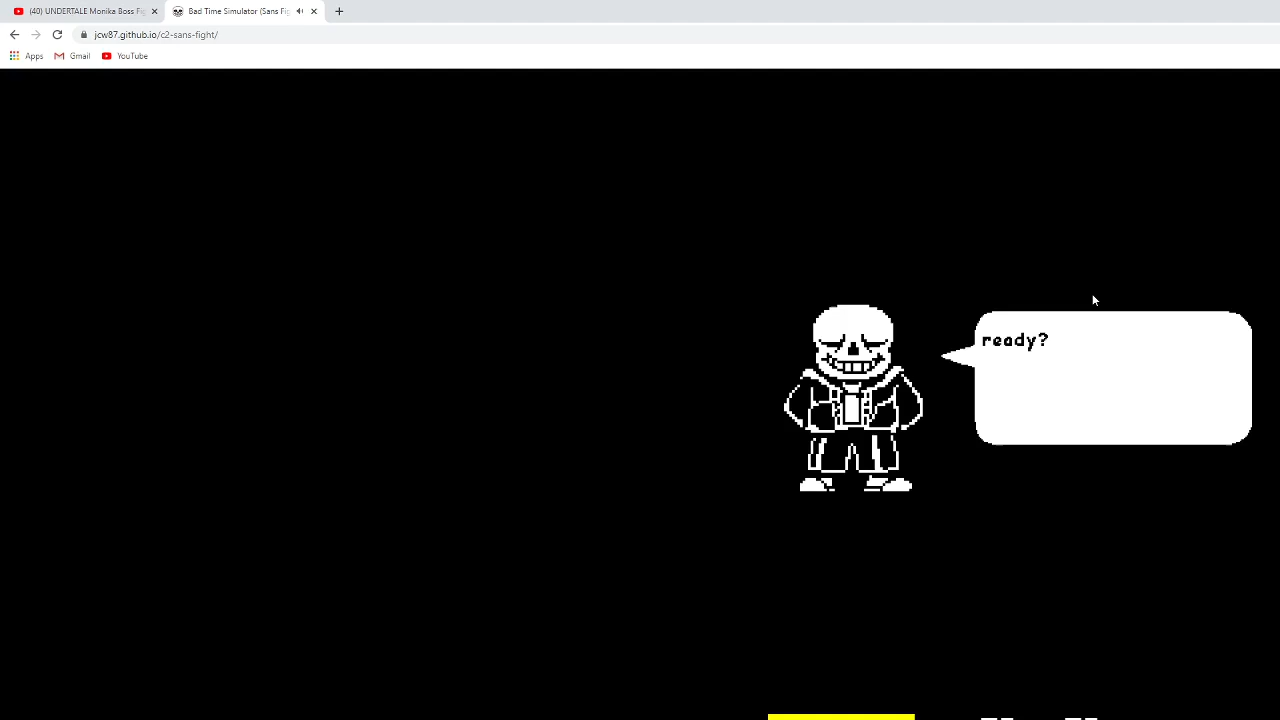 (40) UNDERTALE Monika Boss Fig
Bad Time Simulator (Sans Fig
jcw87.github.io/c2-sans-fight/
Apps
Gmail
YouTube
ready?